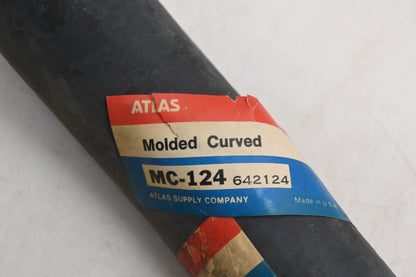 ATLAS
Molded Curved
MC-124 642124
ATLAS SUPPLY COMPANY
Made in U.S.A.